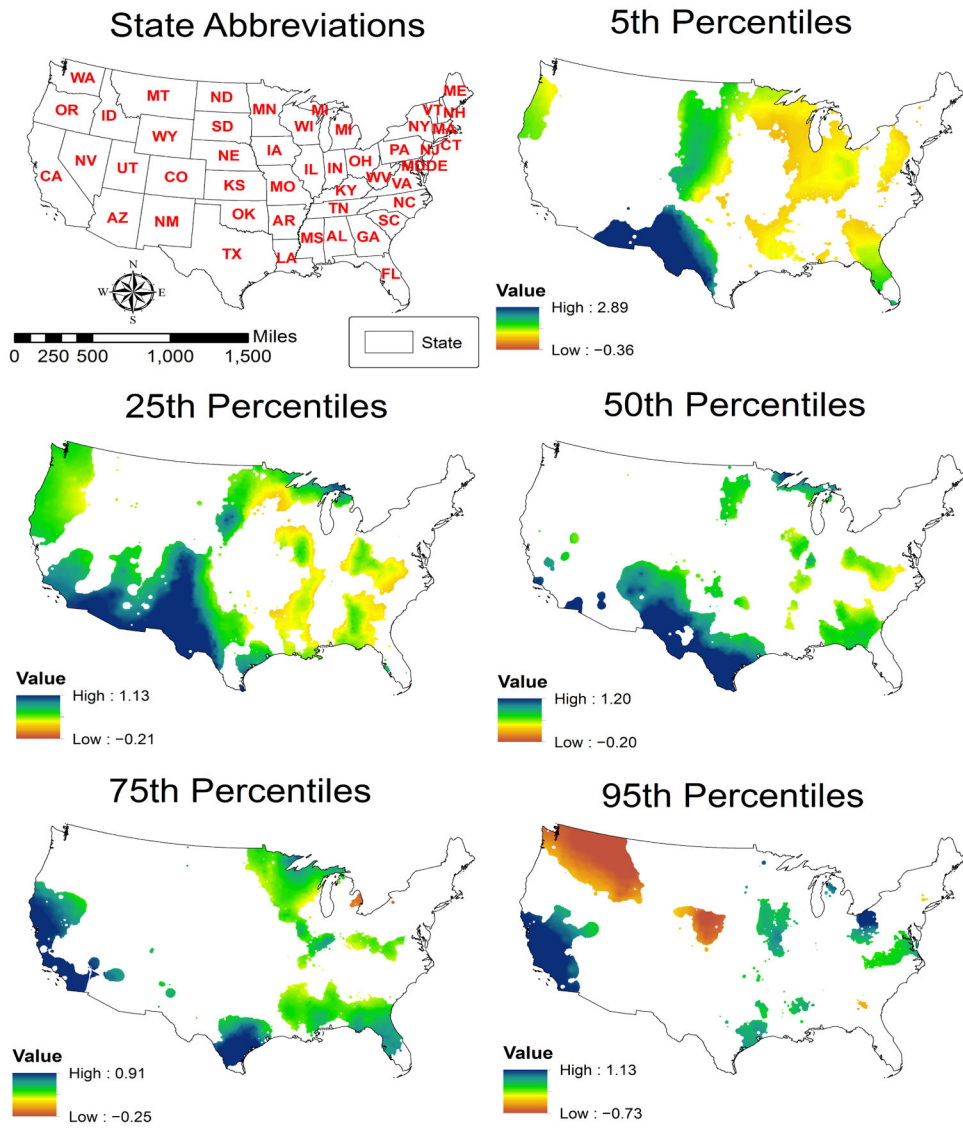 State Abbreviations
WA
OR
ID
MT
ND
MN
WI
MI
MI
ME
VT
NH
NY
MA
CT
WY
SD
NE
IA
IL
IN
OH
PA
NJ
MD
DE
NV
UT
CO
KS
MO
KY
WV
VA
CA
AZ
NM
OK
AR
TN
NC
SC
TX
LA
MS
AL
GA
FL
N
W E
S
Miles
0 250 500 1,000 1,500
State
5th Percentiles
Value
High : 2.89
Low : −0.36
25th Percentiles
Value
High : 1.13
Low : −0.21
50th Percentiles
Value
High : 1.20
Low : −0.20
75th Percentiles
Value
High : 0.91
Low : −0.25
95th Percentiles
Value
High : 1.13
Low : −0.73